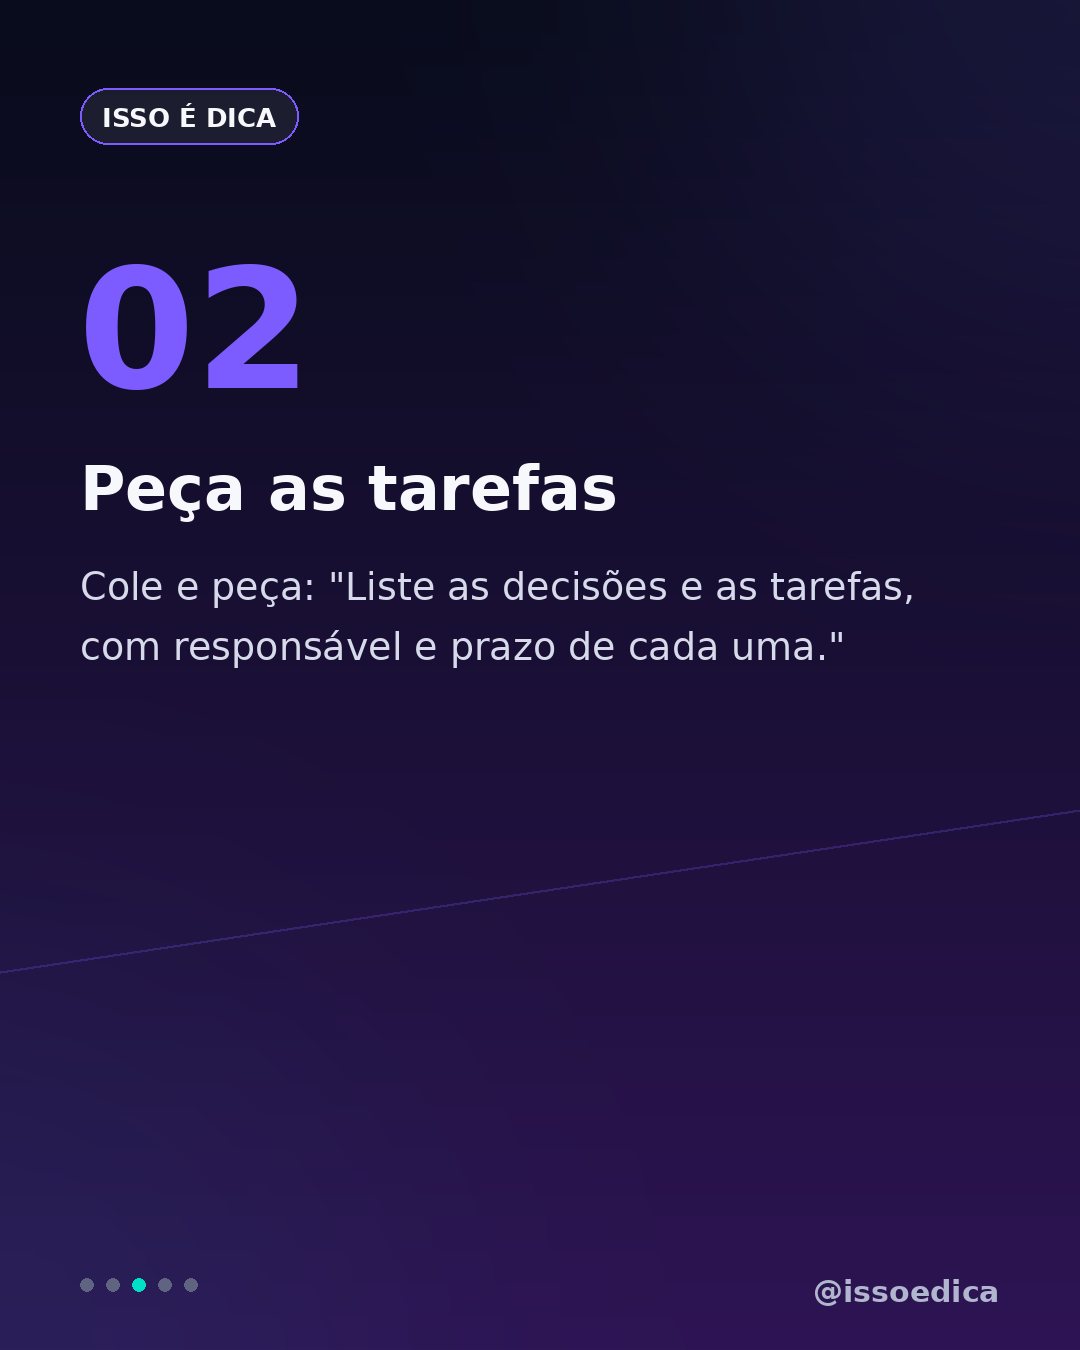 ISSO É DICA
02
Peça as tarefas
Cole e peça: "Liste as decisões e as tarefas,
com responsável e prazo de cada uma."
@issoedica